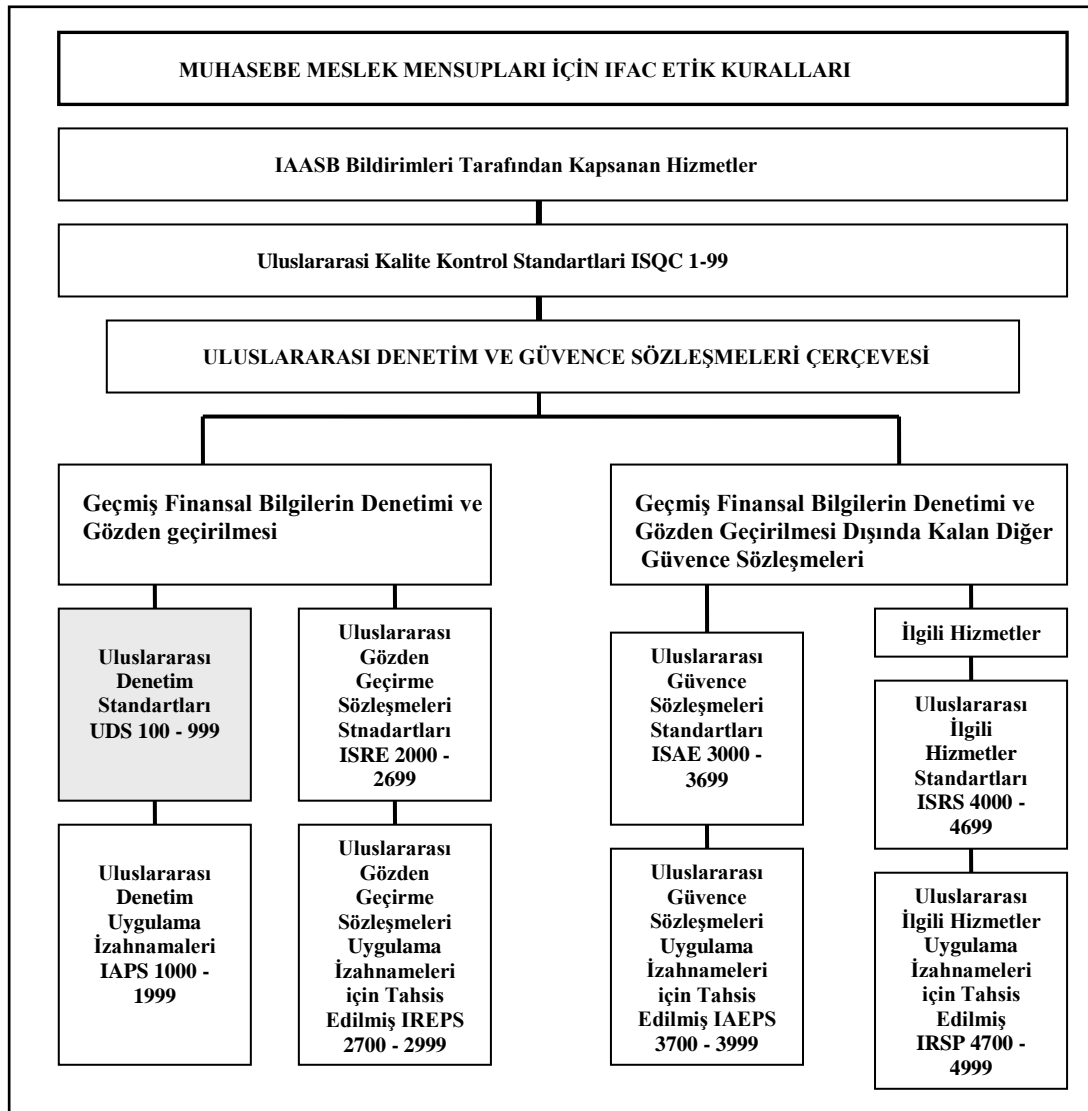 MUHASEBE MESLEK MENSUPLARI İÇİN IFAC ETİK KURALLARI
IAASB Bildirimleri Tarafından Kapsanan Hizmetler
Uluslararasi Kalite Kontrol Standartlari ISQC 1-99
ULUSLARARASI DENETİM VE GÜVENCE SÖZLEŞMELERİ ÇERÇEVESİ
Geçmiş Finansal Bilgilerin Denetimi ve
Gözden geçirilmesi
Geçmiş Finansal Bilgilerin Denetimi ve
Gözden Geçirilmesi Dışında Kalan Diğer
Güvence Sözleşmeleri
Uluslararası
Denetim
Standartları
UDS 100 - 999
Uluslararası
Gözden
Geçirme
Sözleşmeleri
Stnadartları
ISRE 2000 -
2699
Uluslararası
Güvence
Sözleşmeleri
Standartları
ISAE 3000 -
3699
İlgili Hizmetler
Uluslararası
İlgili
Hizmetler
Standartları
ISRS 4000 -
4699
Uluslararası
Denetim
Uygulama
İzahnamaleri
IAPS 1000 -
1999
Uluslararası
Gözden
Geçirme
Sözleşmeleri
Uygulama
İzahnameleri
için Tahsis
Edilmiş IREPS
2700 - 2999
Uluslararası
Güvence
Sözleşmeleri
Uygulama
İzahnameleri
için Tahsis
Edilmiş IAEPS
3700 - 3999
Uluslararası
İlgili Hizmetler
Uygulama
İzahnameleri
için Tahsis
Edilmiş
IRSP 4700 -
4999